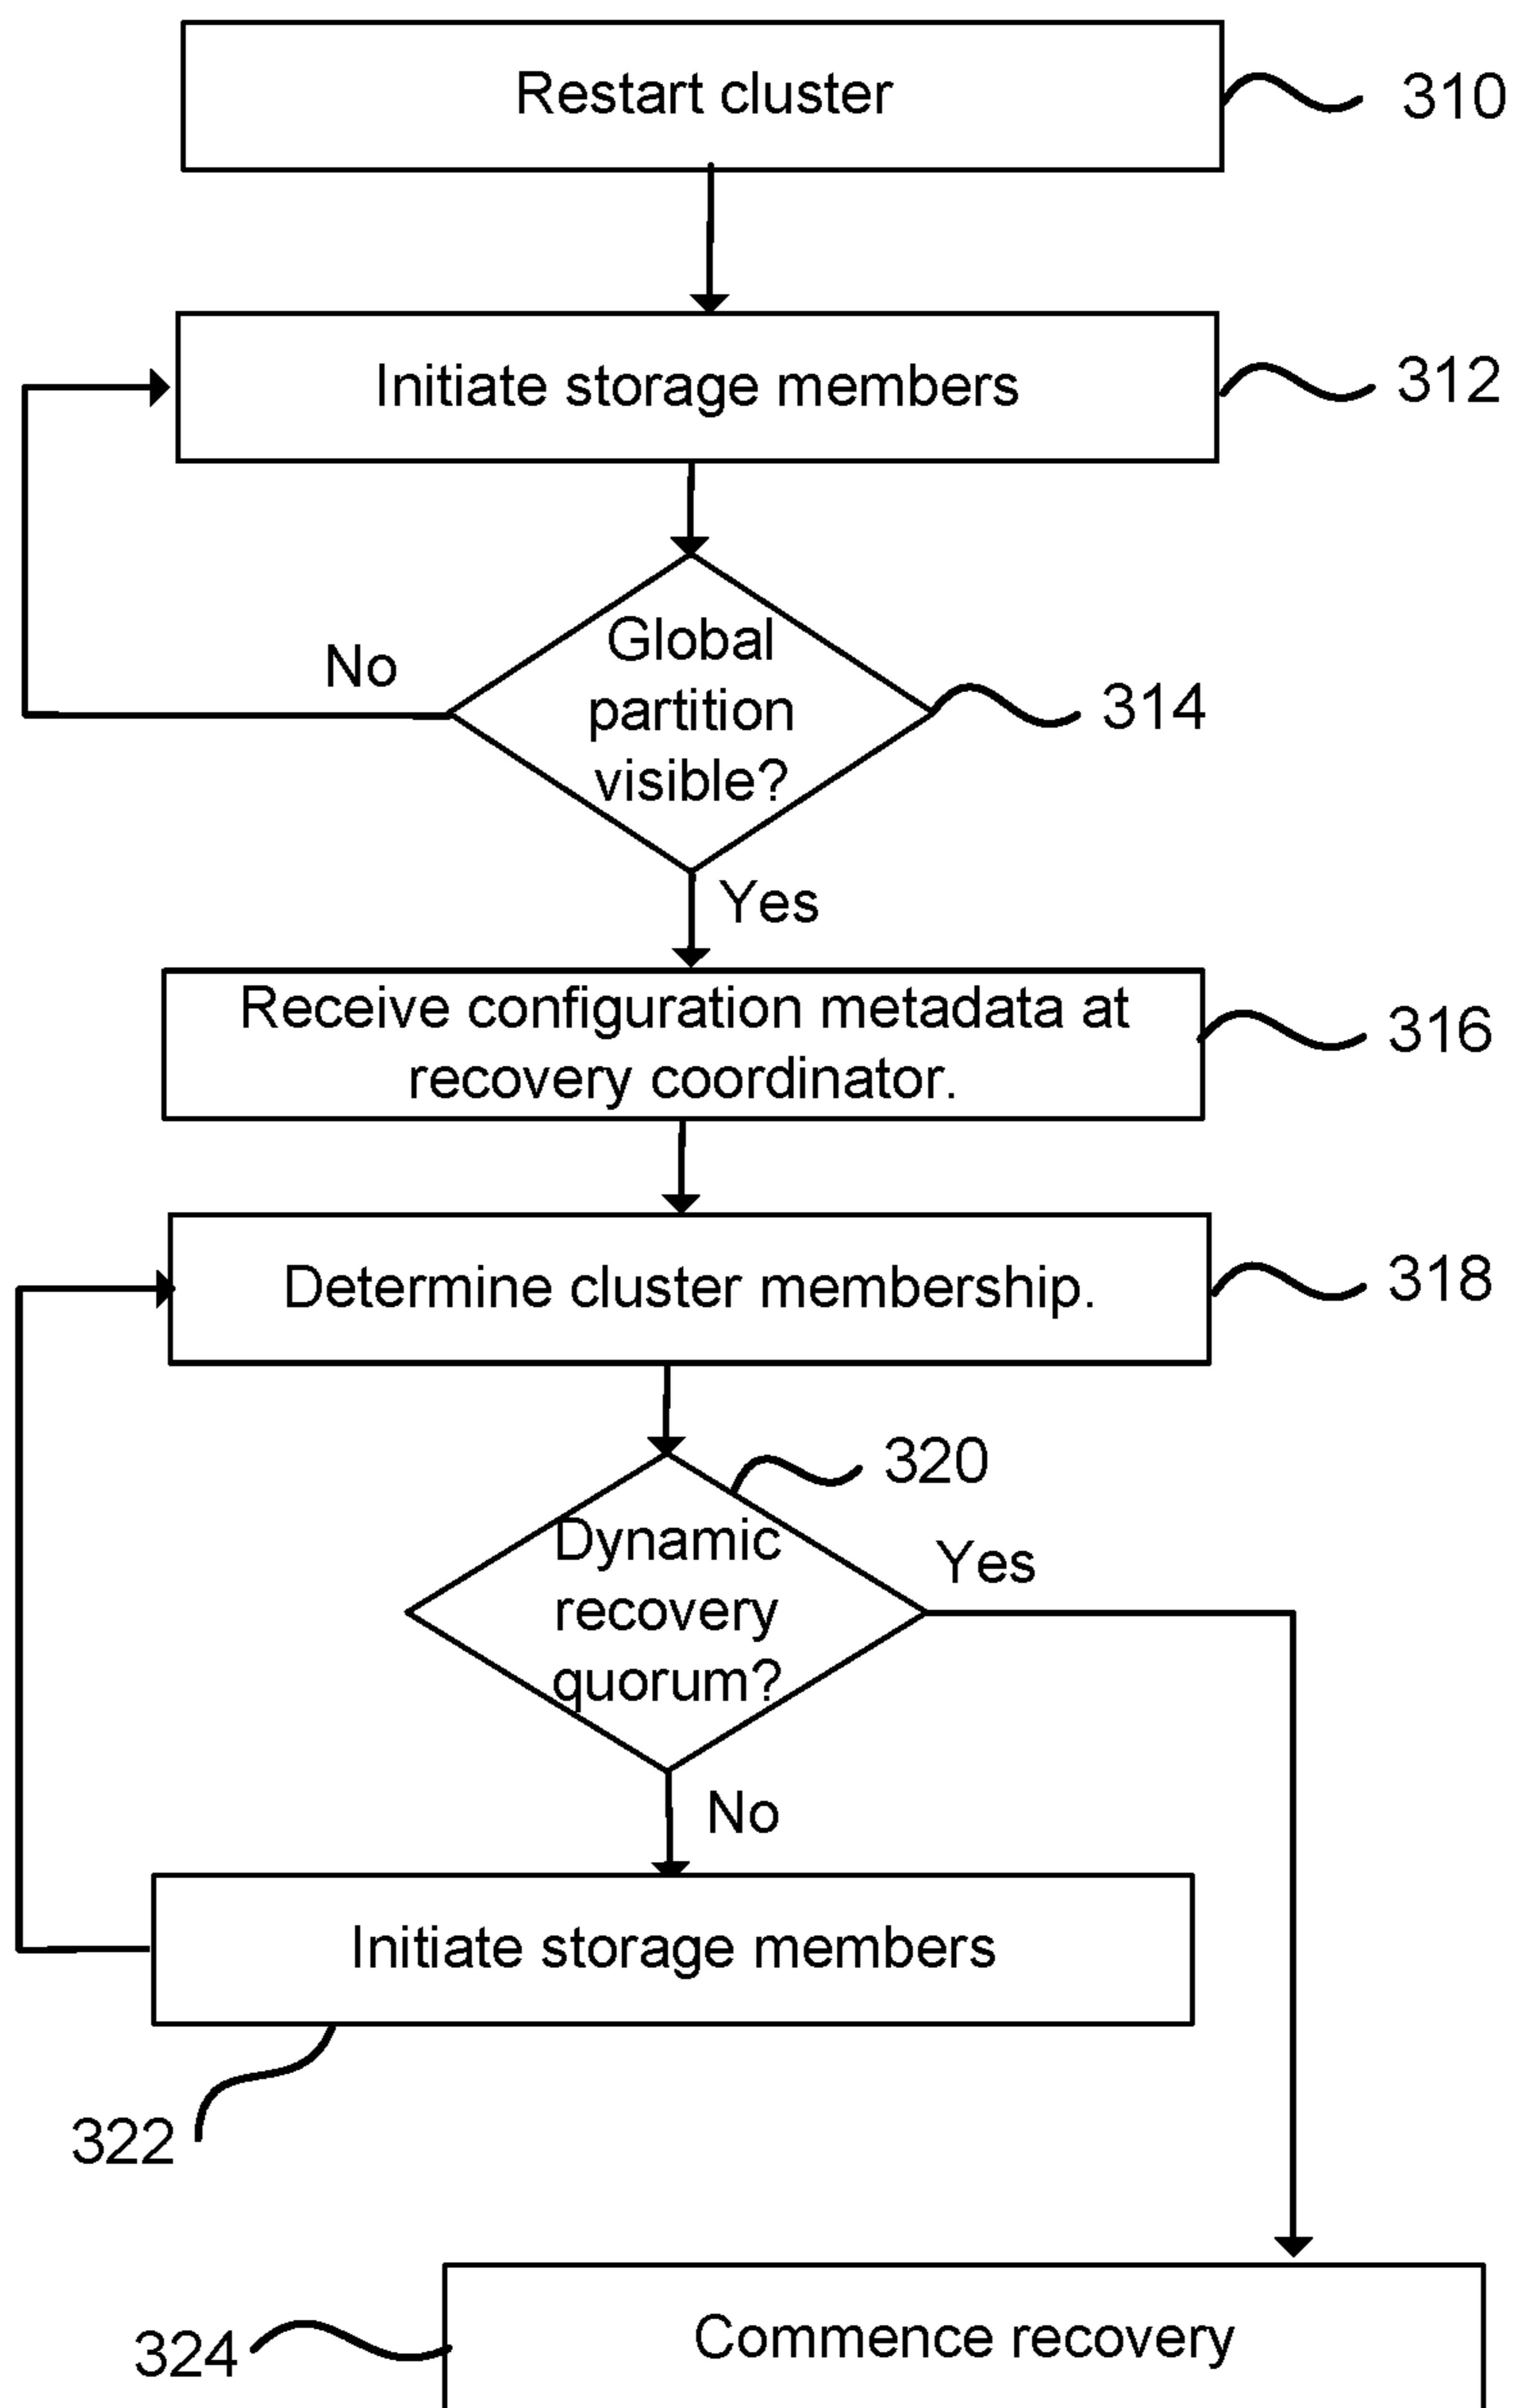 Restart cluster
310
Initiate storage members
312
Global
partition
visible?
No
314
Yes
Receive configuration metadata at
recovery coordinator.
316
Determine cluster membership.
318
320
Dynamic
recovery
quorum?
Yes
No
Initiate storage members
322
Commence recovery
324